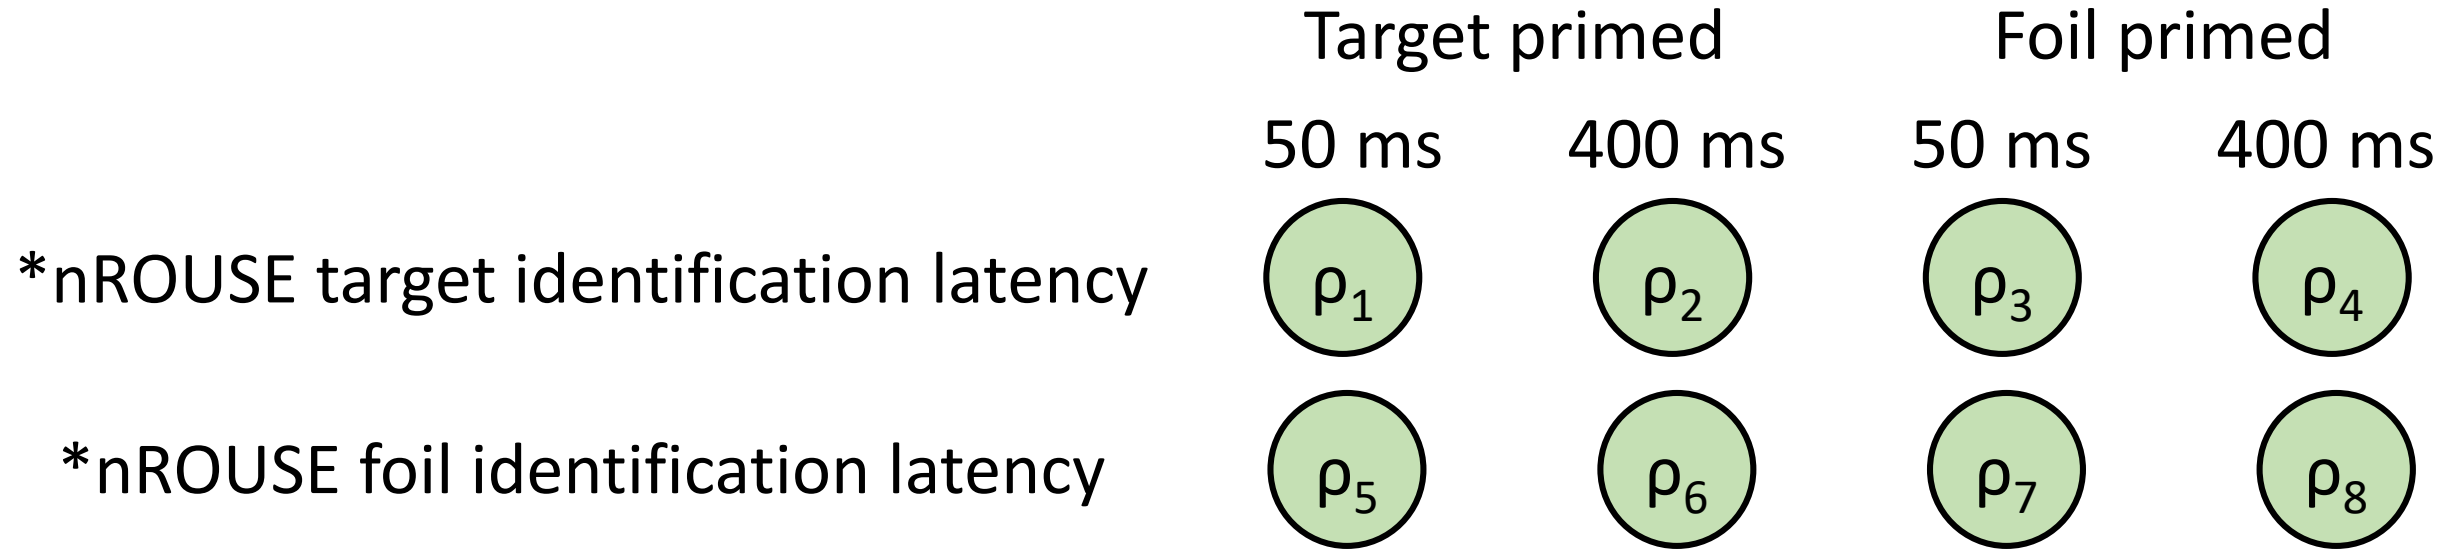 Target primed Foil primed
50 ms 400 ms 50 ms 400 ms
*nROUSE target identification latency ρ₁ ρ₂ ρ₃ ρ₄
*nROUSE foil identification latency ρ₅ ρ₆ ρ₇ ρ₈